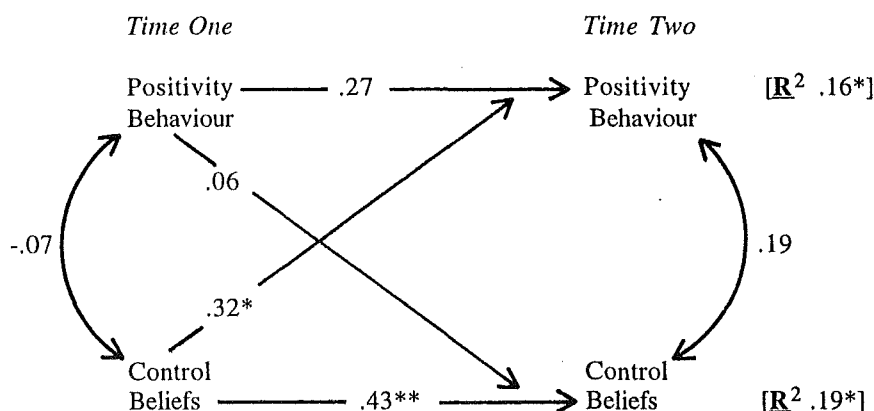 Time One Time Two
Positivity .27 Positivity [R² .16*]
Behaviour Behaviour
.06
-.07 .19
.32*
Control Control
Beliefs .43** Beliefs [R² .19*]